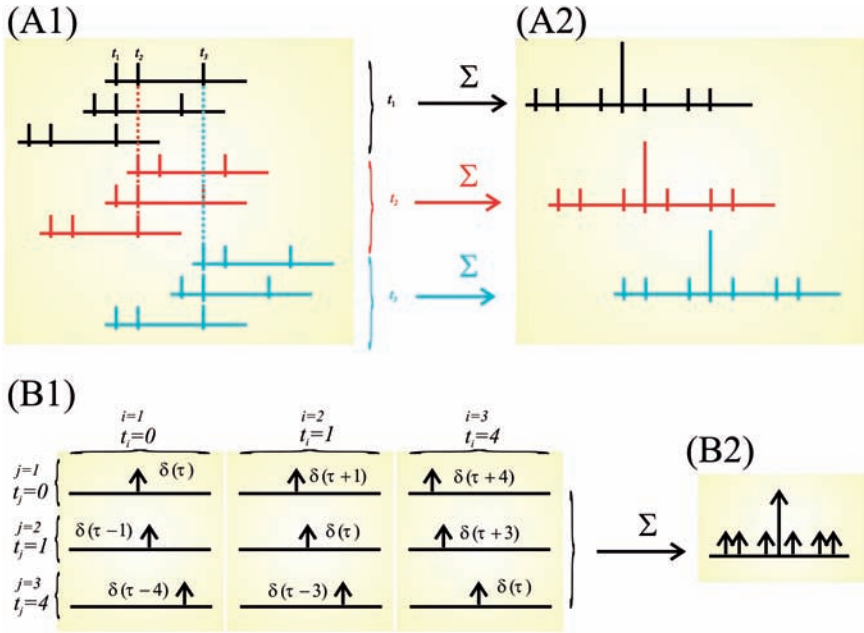 (A1)
(A2)
t₁ t₂ t₃
t₁
Σ
t₂
Σ
t₃
Σ
(B1)
i=1
tᵢ=0
i=2
tᵢ=1
i=3
tᵢ=4
(B2)
j=1
tⱼ=0
δ(τ)
δ(τ+1)
δ(τ+4)
j=2
tⱼ=1
δ(τ−1)
δ(τ)
δ(τ+3)
Σ
j=3
tⱼ=4
δ(τ−4)
δ(τ−3)
δ(τ)